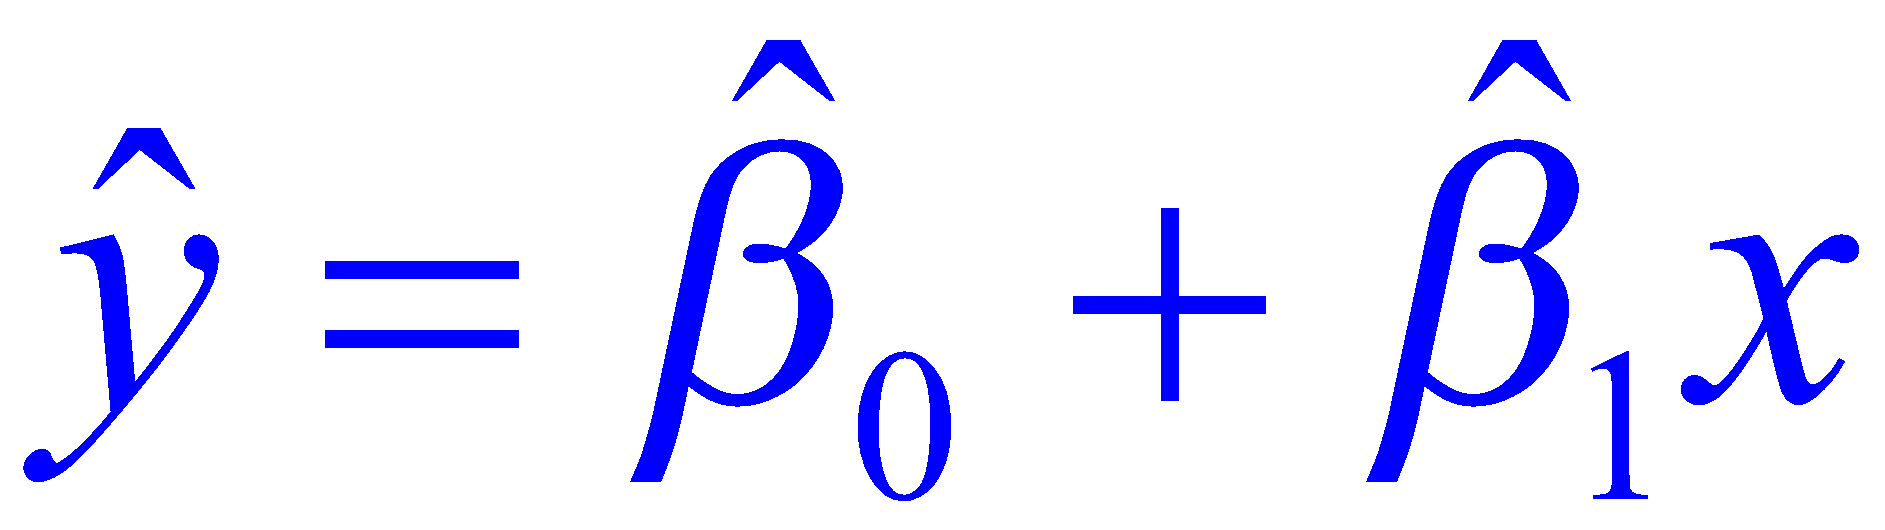 ŷ = β̂₀ + β̂₁x